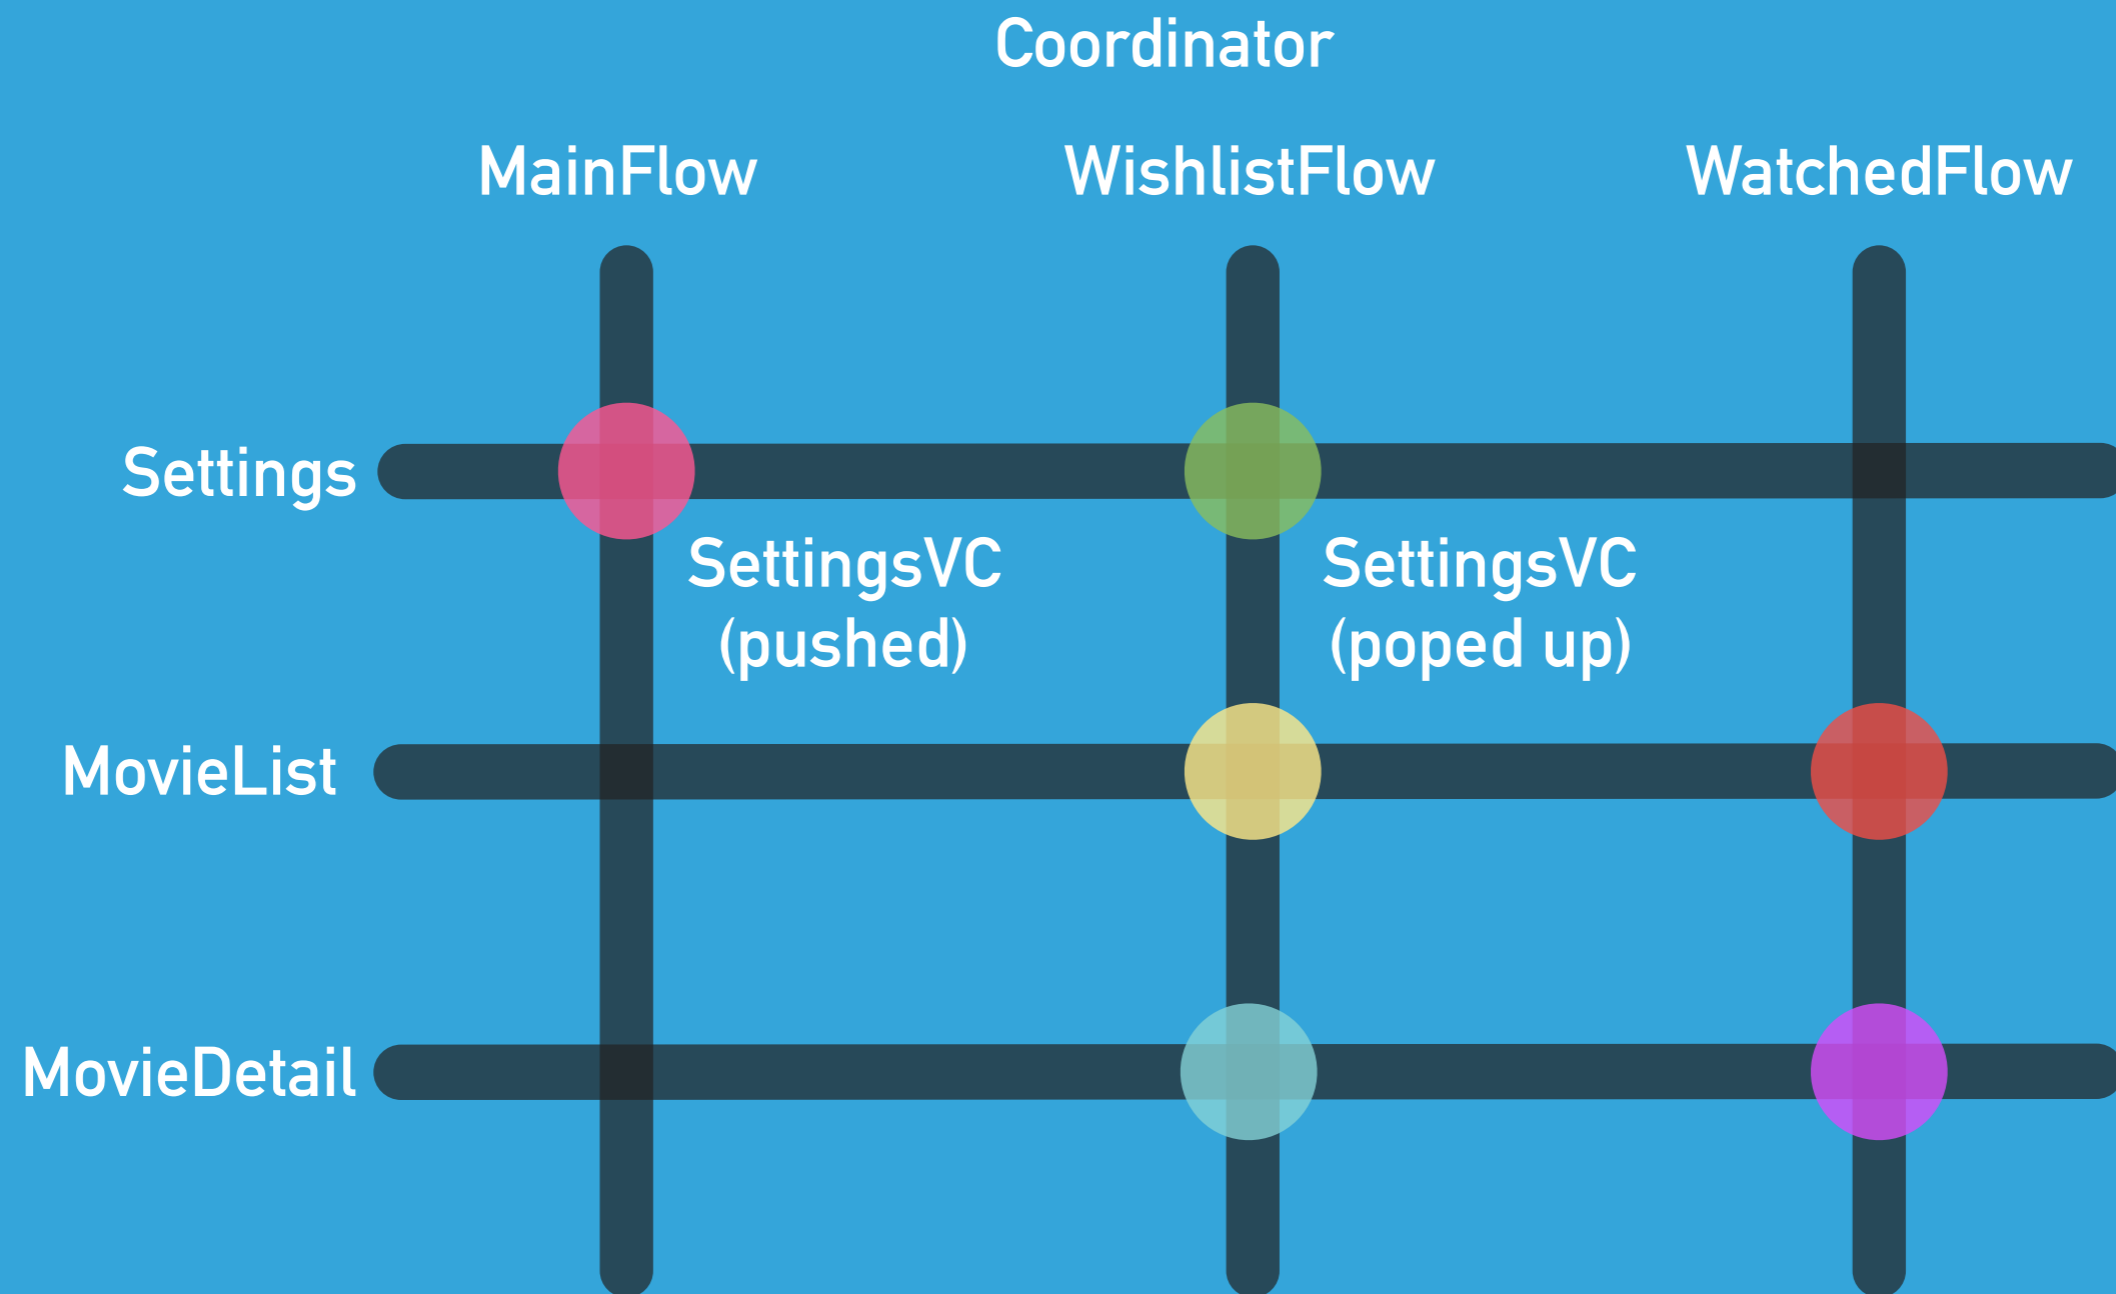 Coordinator
MainFlow
WishlistFlow
WatchedFlow
Settings
SettingsVC
(pushed)
SettingsVC
(poped up)
MovieList
MovieDetail